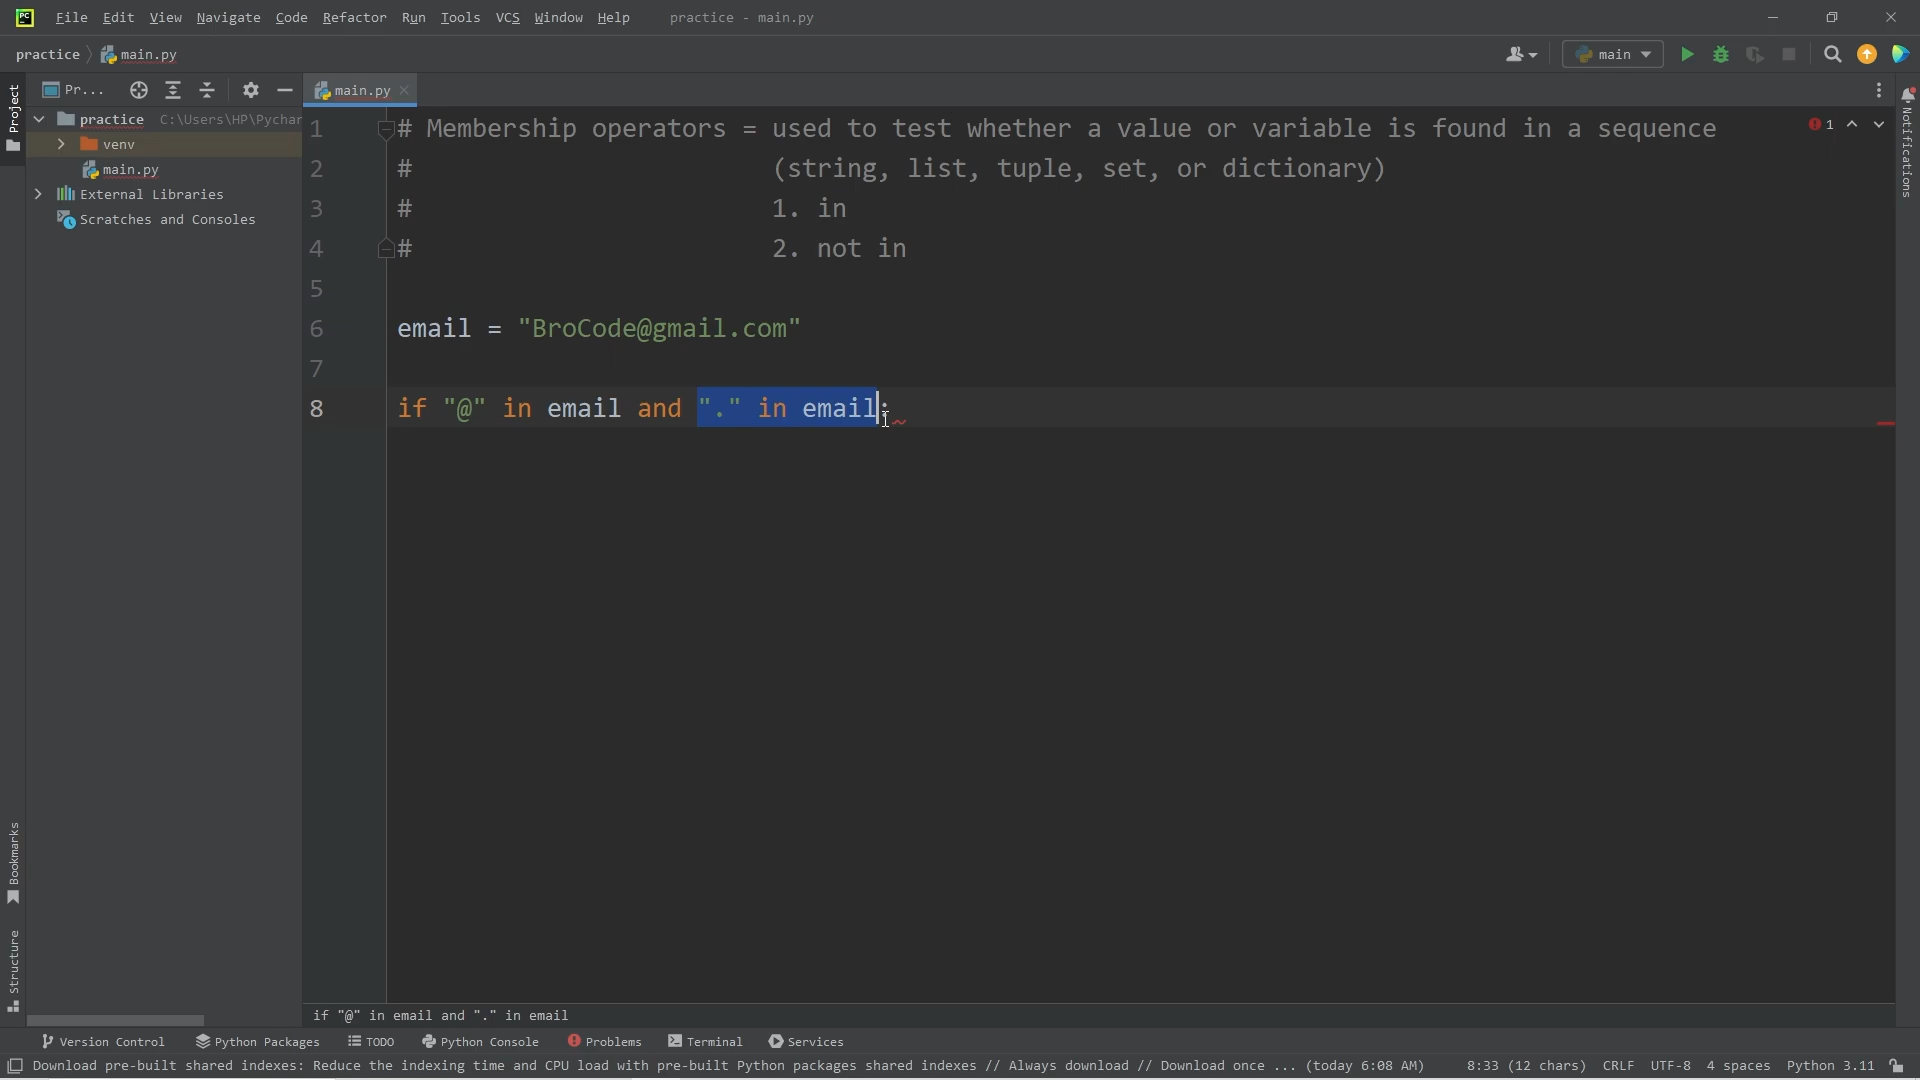 File Edit View Navigate Code Refactor Run Tools VCS Window Help practice - main.py
practice main.py main
Project Pr... main.py
practice C:\Users\HP\Pychar
venv
main.py
External Libraries
Scratches and Consoles
1 # Membership operators = used to test whether a value or variable is found in a sequence
2 # (string, list, tuple, set, or dictionary)
3 # 1. in
4 # 2. not in
5
6 email = "BroCode@gmail.com"
7
8 if "@" in email and "." in email:
1
Notifications
Bookmarks
Structure
if "@" in email and "." in email
Version Control Python Packages TODO Python Console Problems Terminal Services
Download pre-built shared indexes: Reduce the indexing time and CPU load with pre-built Python packages shared indexes // Always download // Download once ... (today 6:08 AM) 8:33 (12 chars) CRLF UTF-8 4 spaces Python 3.11